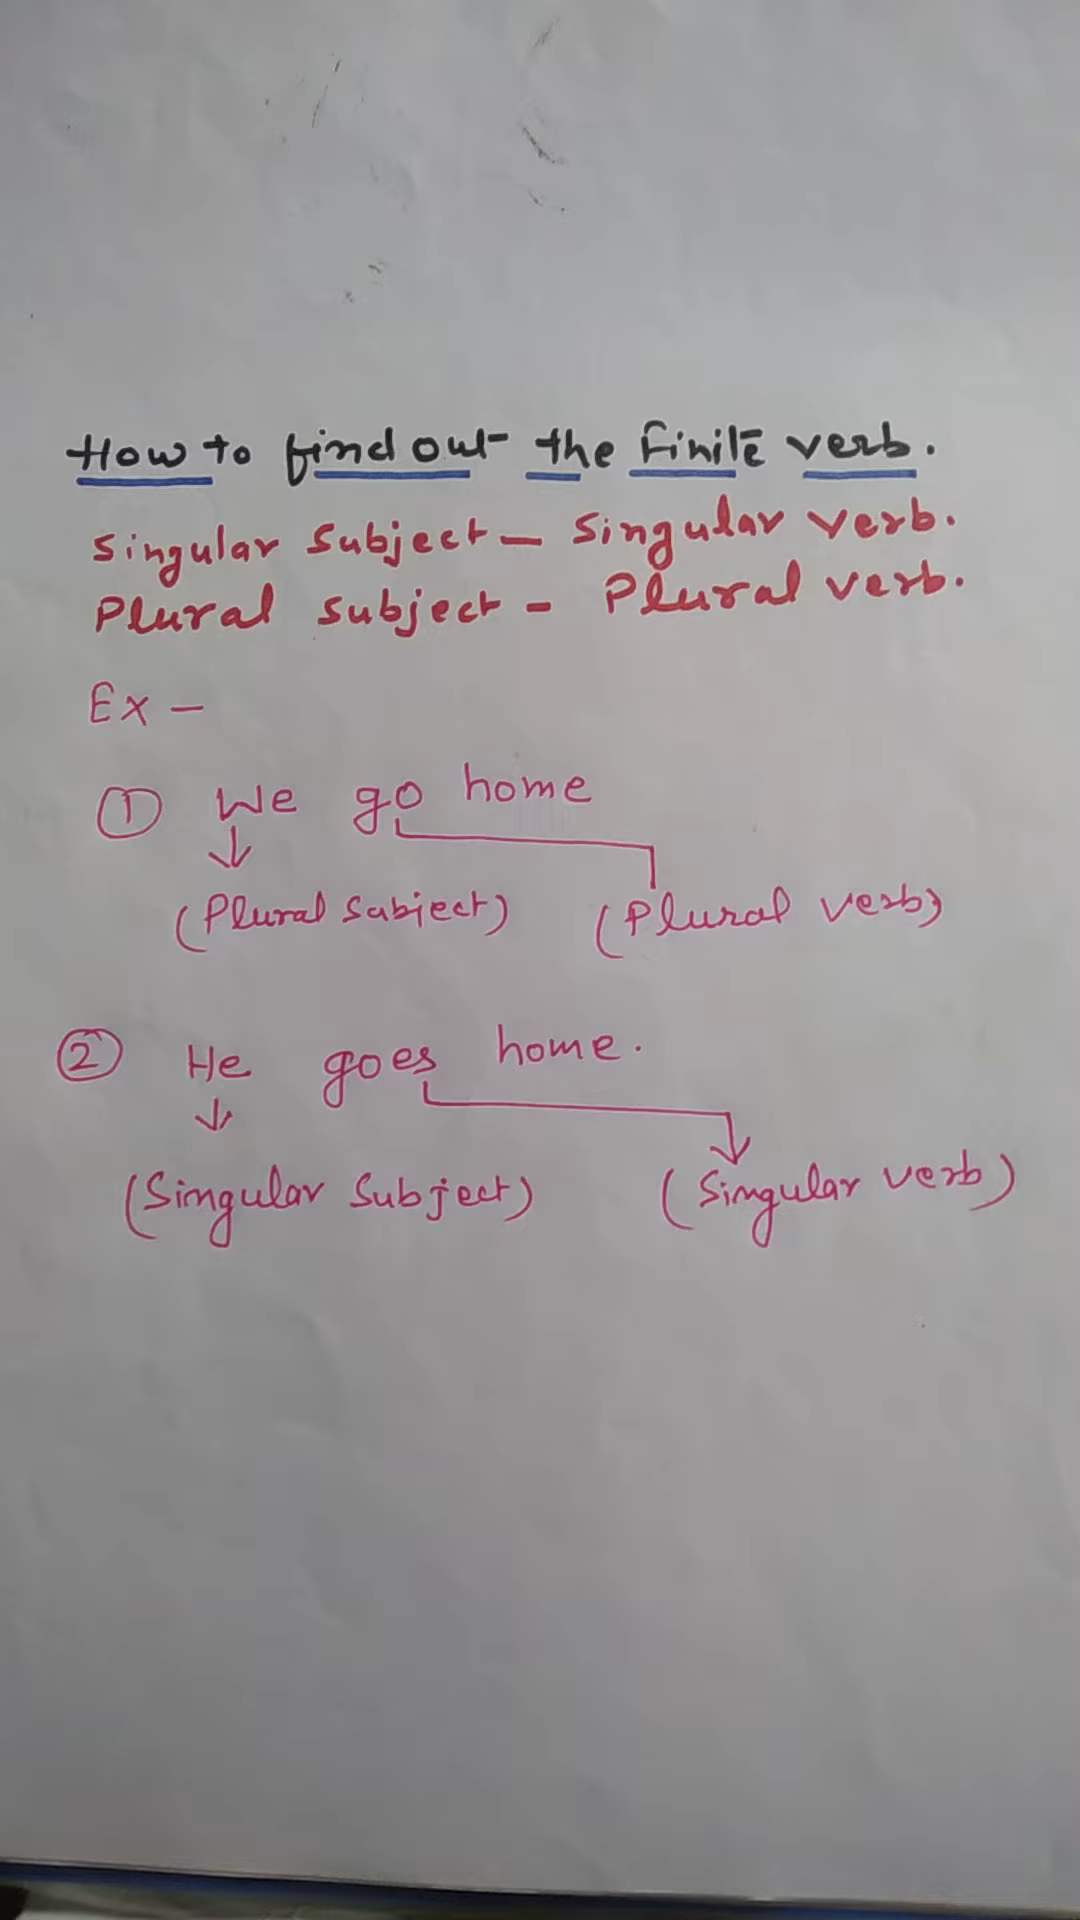 How to find out the Finite verb.
Singular Subject - Singular verb.
Plural subject - Plural verb.
Ex -
① We go home
(Plural Subject) (Plural verb)
② He goes home.
(Singular Subject) (Singular verb)